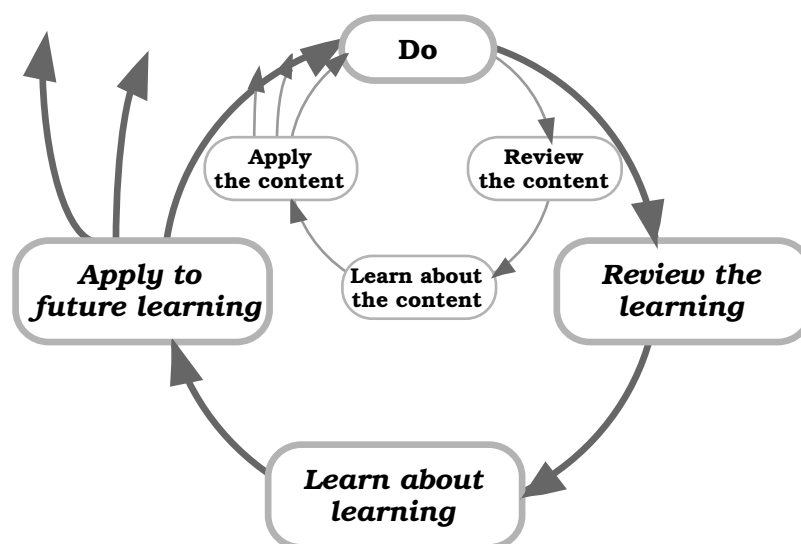 Do
Apply
the content
Review
the content
Learn about
the content
Apply to
future learning
Review the
learning
Learn about
learning